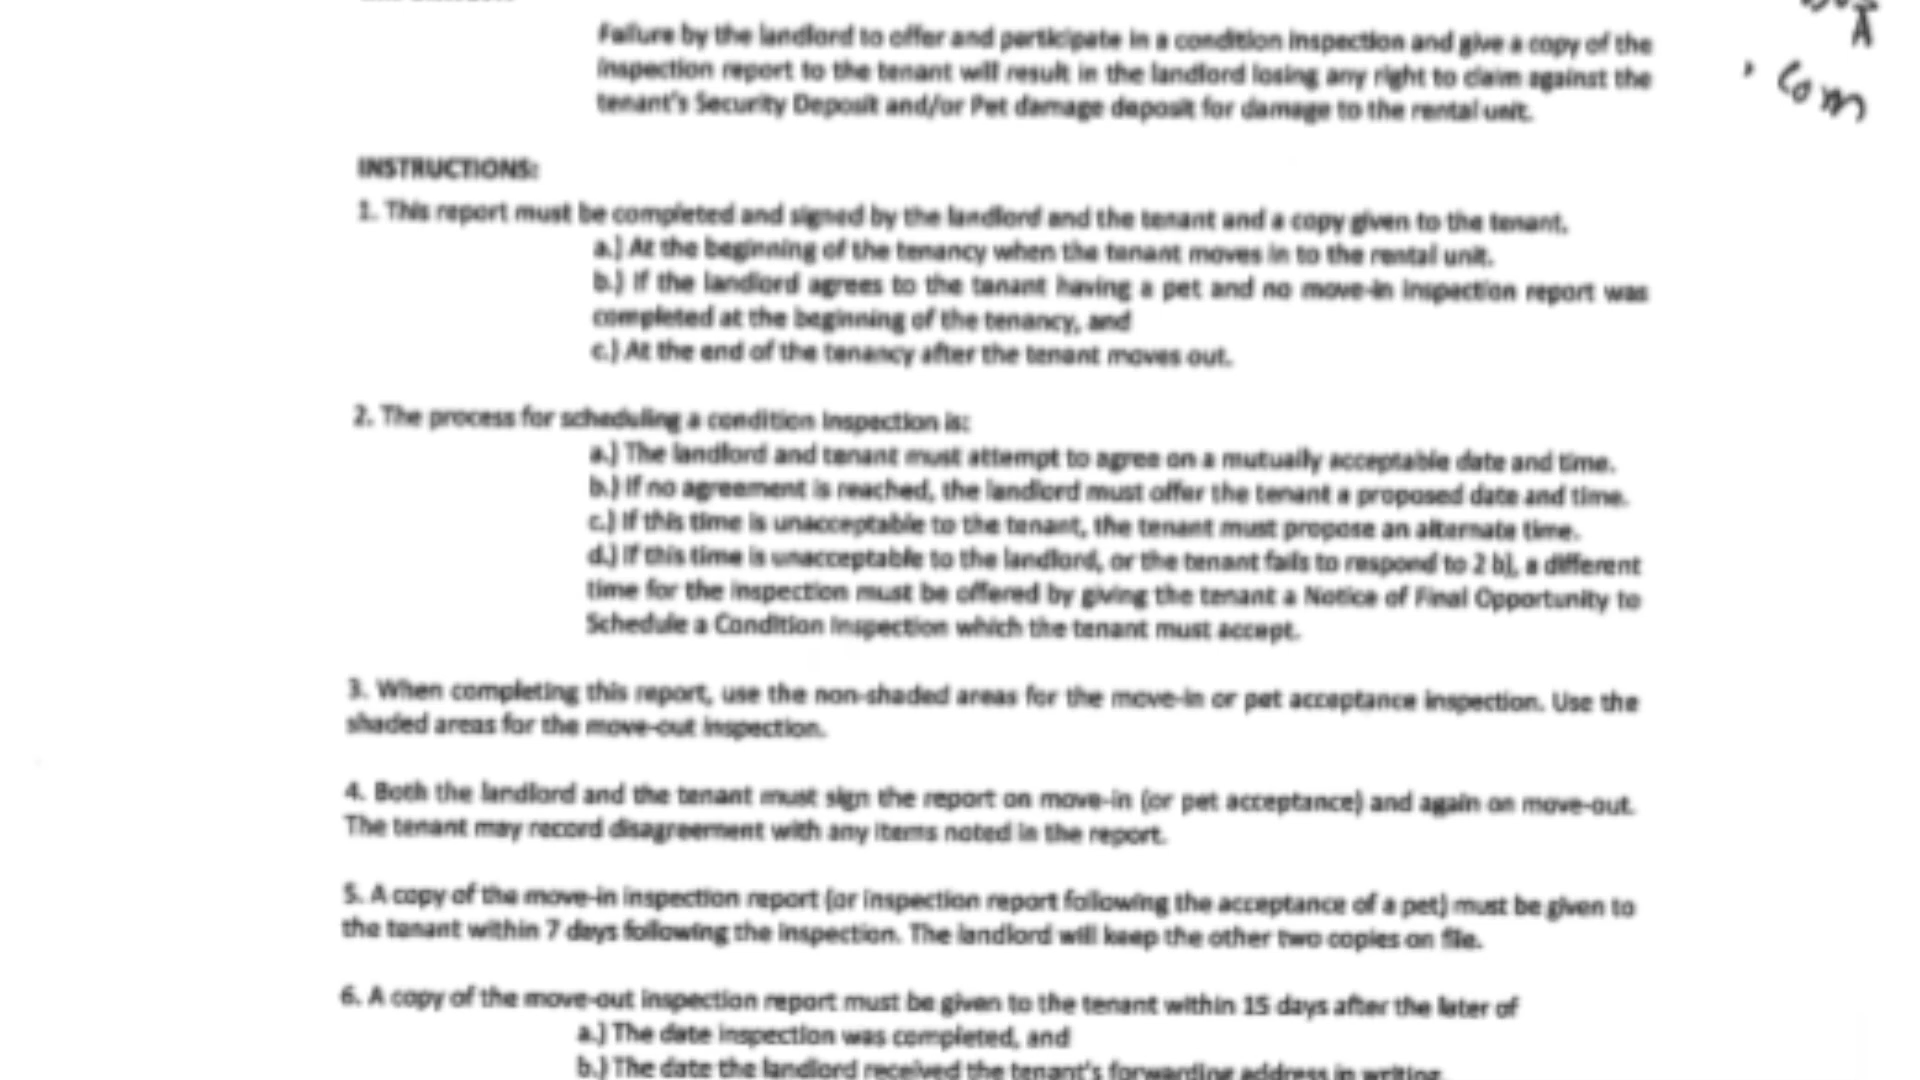 Failure by the landlord to offer and participate in a condition inspection and give a copy of the
inspection report to the tenant will result in the landlord losing any right to claim against the
tenant's Security Deposit and/or Pet damage deposit for damage to the rental unit.
. com
INSTRUCTIONS:
1. This report must be completed and signed by the landlord and the tenant and a copy given to the tenant.
a.) At the beginning of the tenancy when the tenant moves in to the rental unit.
b.) If the landlord agrees to the tenant having a pet and no move-in inspection report was
completed at the beginning of the tenancy, and
c.) At the end of the tenancy after the tenant moves out.
2. The process for scheduling a condition inspection is:
a.) The landlord and tenant must attempt to agree on a mutually acceptable date and time.
b.) If no agreement is reached, the landlord must offer the tenant a proposed date and time.
c.) If this time is unacceptable to the tenant, the tenant must propose an alternate time.
d.) If this time is unacceptable to the landlord, or the tenant fails to respond to 2 b), a different
time for the inspection must be offered by giving the tenant a Notice of Final Opportunity to
Schedule a Condition Inspection which the tenant must accept.
3. When completing this report, use the non-shaded areas for the move-in or pet acceptance inspection. Use the
shaded areas for the move-out inspection.
4. Both the landlord and the tenant must sign the report on move-in (or pet acceptance) and again on move-out.
The tenant may record disagreement with any items noted in the report.
5. A copy of the move-in inspection report (or inspection report following the acceptance of a pet) must be given to
the tenant within 7 days following the inspection. The landlord will keep the other two copies on file.
6. A copy of the move-out inspection report must be given to the tenant within 15 days after the later of
a.) The date inspection was completed, and
b.) The date the landlord received the tenant's forwarding address in writing.